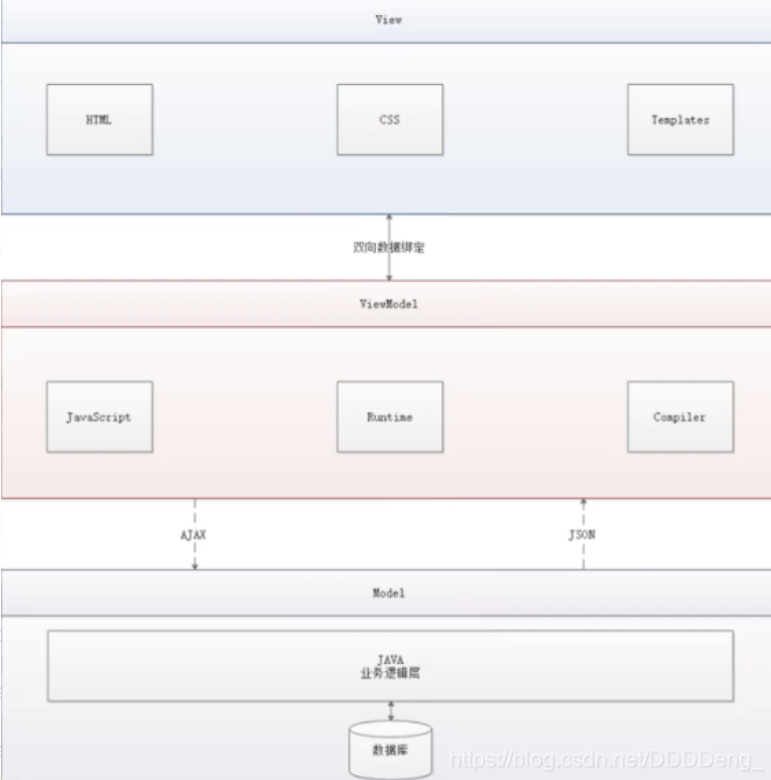 View
HTML
CSS
Templates
双向数据绑定
ViewModel
JavaScript
Runtime
Compiler
AJAX
JSON
Model
JAVA
业务逻辑层
数据库
https://blog.csdn.net/DDDDeng_